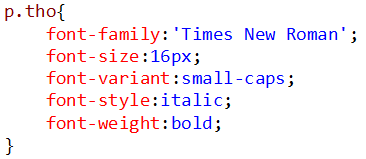 p.tho{
font-family:'Times New Roman';
font-size:16px;
font-variant:small-caps;
font-style:italic;
font-weight:bold;
}